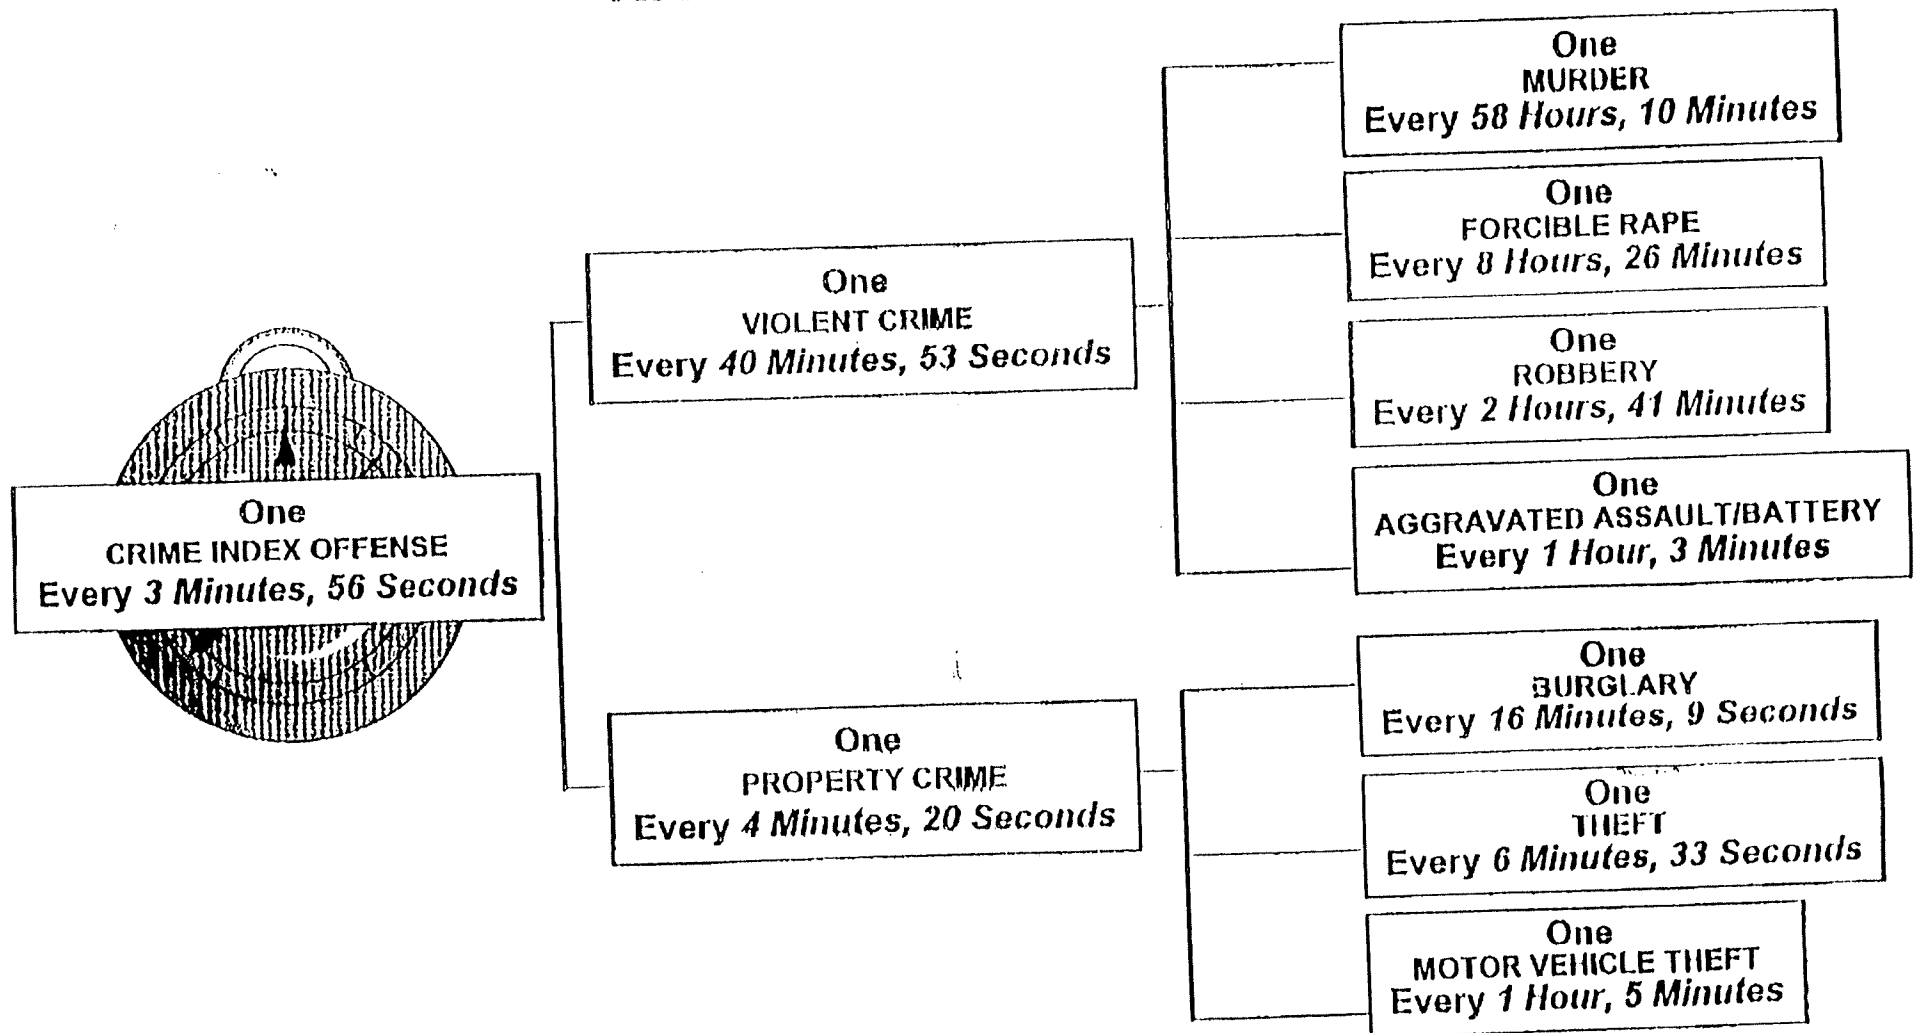 One
CRIME INDEX OFFENSE
Every 3 Minutes, 56 Seconds
One
VIOLENT CRIME
Every 40 Minutes, 53 Seconds
One
PROPERTY CRIME
Every 4 Minutes, 20 Seconds
One
MURDER
Every 58 Hours, 10 Minutes
One
FORCIBLE RAPE
Every 8 Hours, 26 Minutes
One
ROBBERY
Every 2 Hours, 41 Minutes
One
AGGRAVATED ASSAULT/BATTERY
Every 1 Hour, 3 Minutes
One
BURGLARY
Every 16 Minutes, 9 Seconds
One
THEFT
Every 6 Minutes, 33 Seconds
One
MOTOR VEHICLE THEFT
Every 1 Hour, 5 Minutes